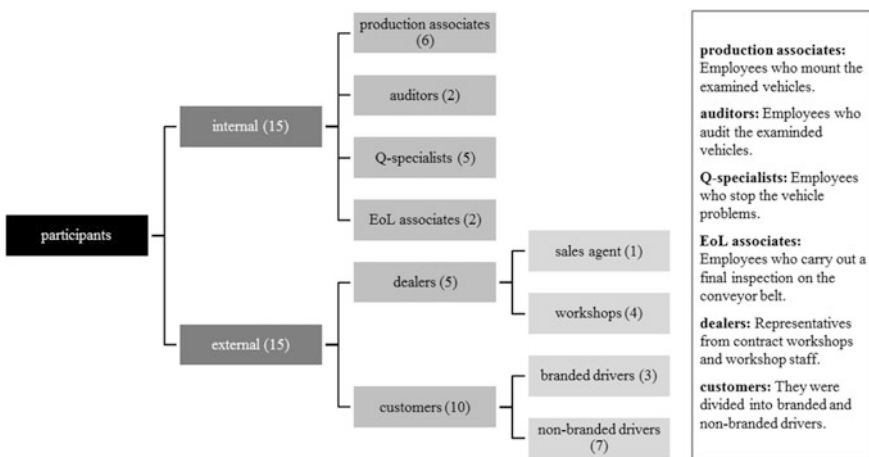 participants
internal (15)
external (15)
production associates
(6)
auditors (2)
Q-specialists (5)
EoL associates (2)
dealers (5)
customers (10)
sales agent (1)
workshops (4)
branded drivers (3)
non-branded drivers
(7)
production associates:
Employees who mount the
examined vehicles.
auditors: Employees who
audit the examinded
vehicles.
Q-specialists: Employees
who stop the vehicle
problems.
EoL associates:
Employees who carry out a
final inspection on the
conveyor belt.
dealers: Representatives
from contract workshops
and workshop staff.
customers: They were
divided into branded and
non-branded drivers.